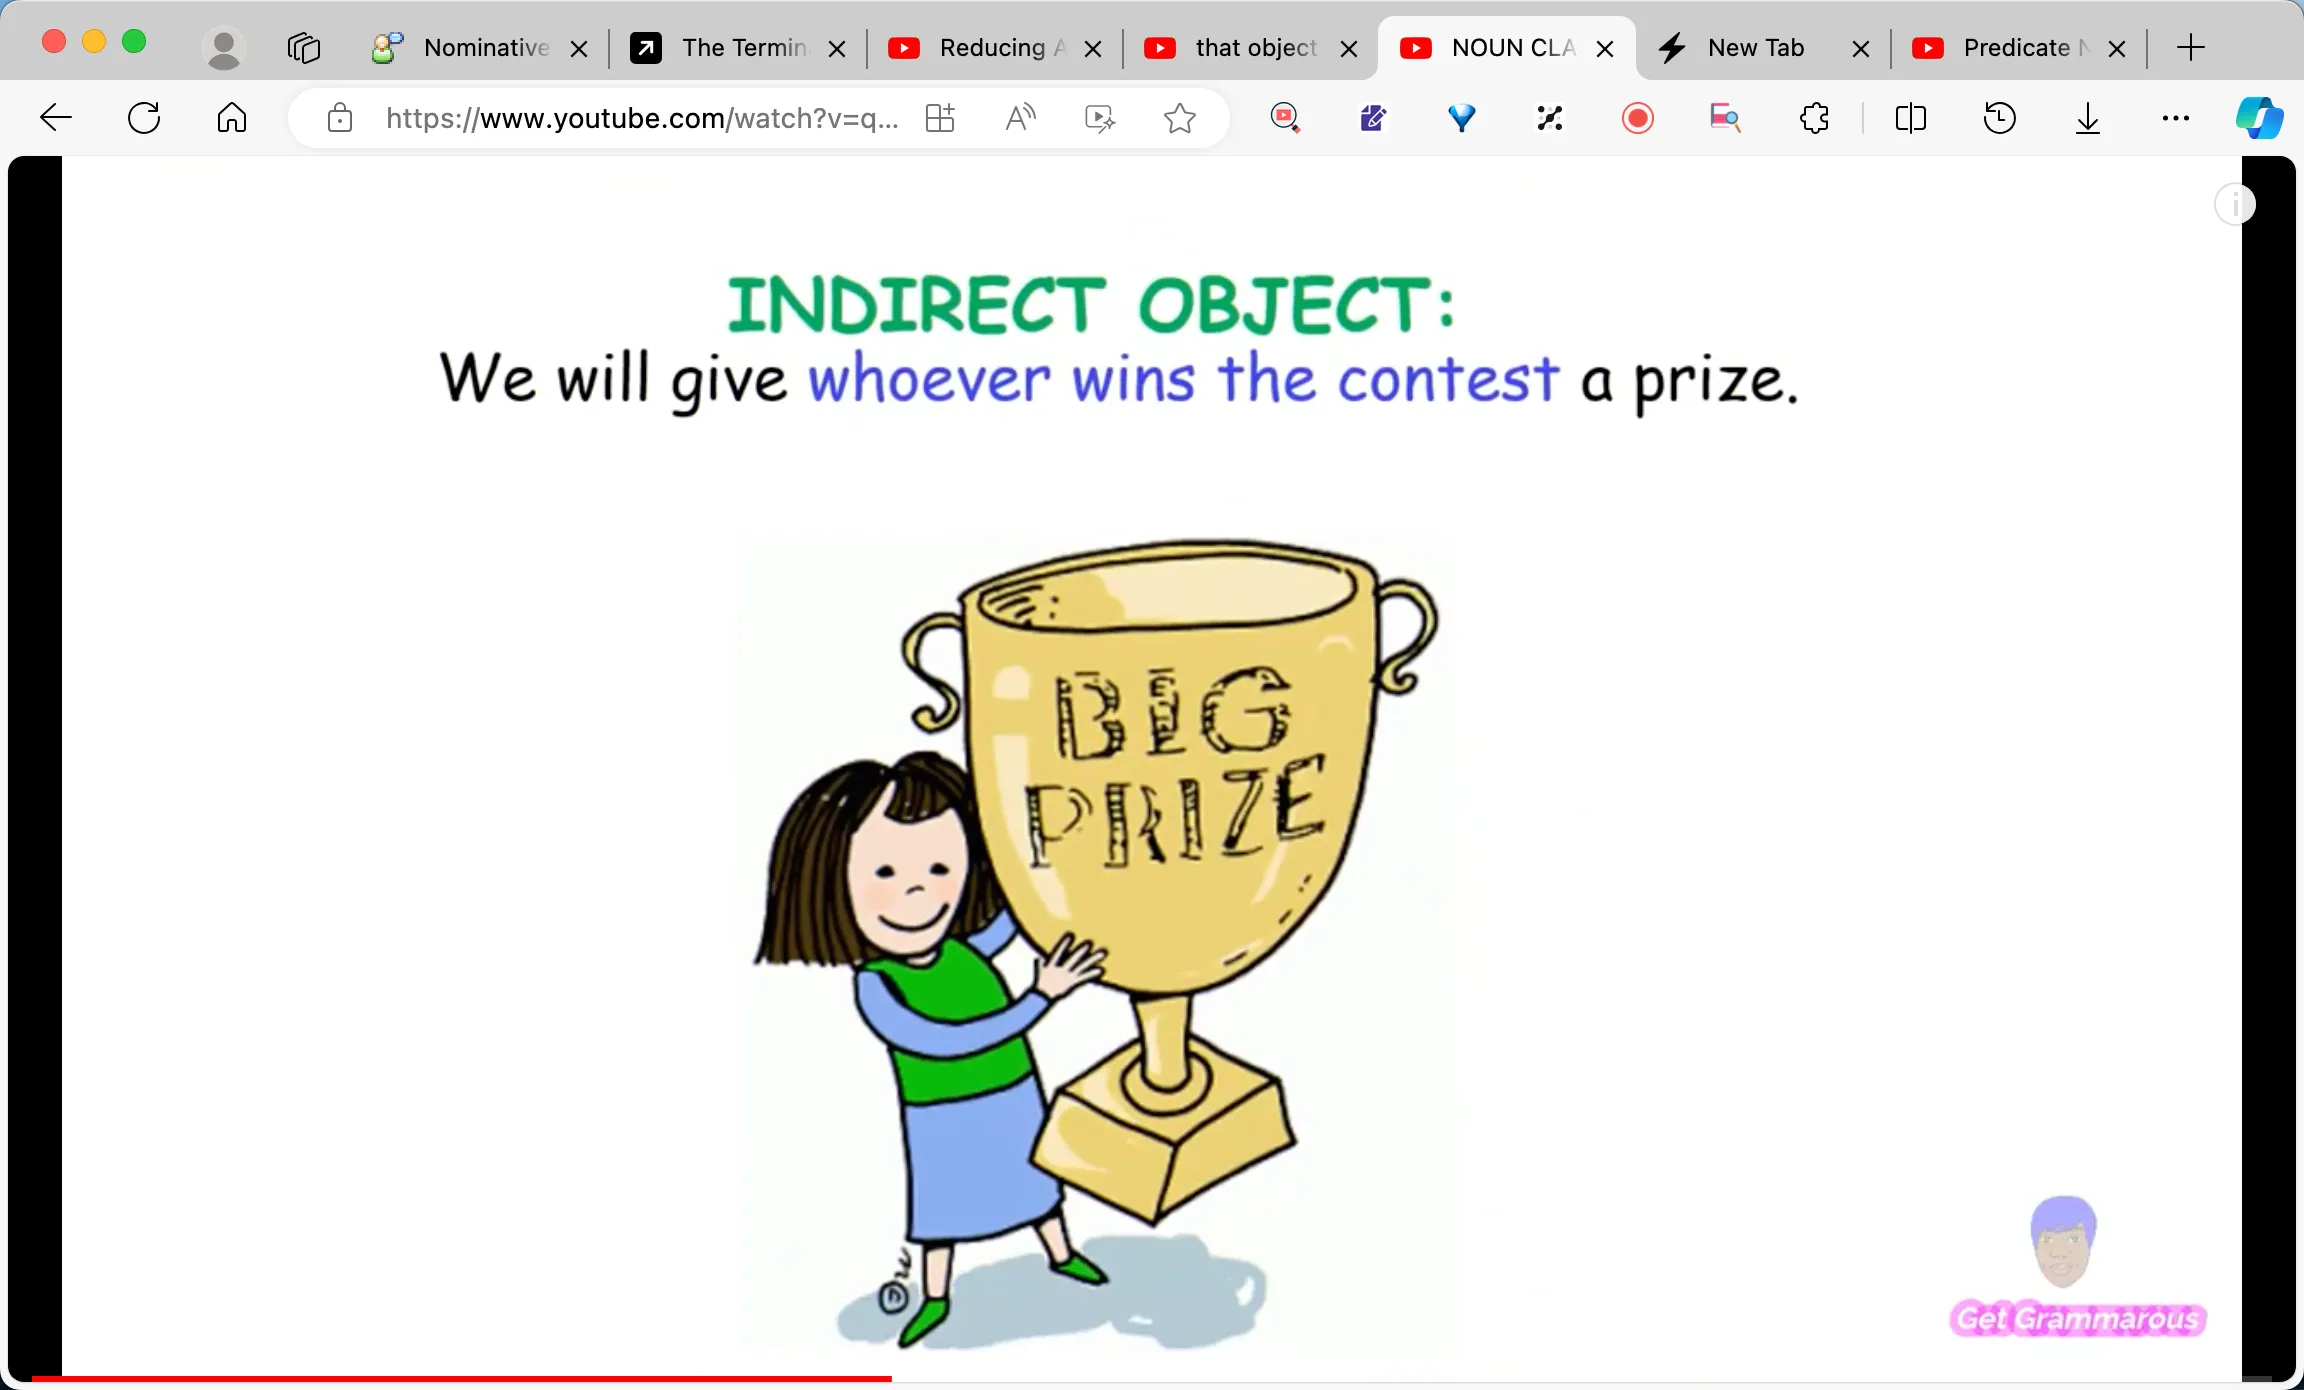 Nominative
The Termin
Reducing A
that object
NOUN CLA
New Tab
Predicate N
https://www.youtube.com/watch?v=q...
INDIRECT OBJECT:
We will give whoever wins the contest a prize.
BIG
PRIZE
Get Grammarous